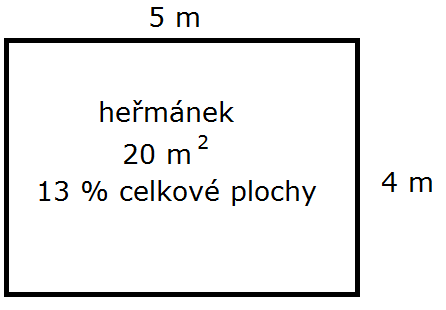 5 m
heřmánek
20 m²
13 % celkové plochy
4 m